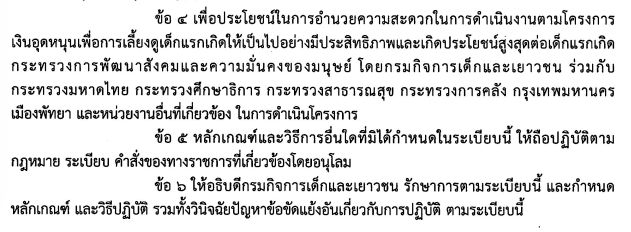 ข้อ ๔ เพื่อประโยชน์ในการอำนวยความสะดวกในการดำเนินงานตามโครงการ
เงินอุดหนุนเพื่อการเลี้ยงดูเด็กแรกเกิดให้เป็นไปอย่างมีประสิทธิภาพและเกิดประโยชน์สูงสุดต่อเด็กแรกเกิด
กระทรวงการพัฒนาสังคมและความมั่นคงของมนุษย์ โดยกรมกิจการเด็กและเยาวชน ร่วมกับ
กระทรวงมหาดไทย กระทรวงศึกษาธิการ กระทรวงสาธารณสุข กระทรวงการคลัง กรุงเทพมหานคร
เมืองพัทยา และหน่วยงานอื่นที่เกี่ยวข้อง ในการดำเนินโครงการ
ข้อ ๕ หลักเกณฑ์และวิธีการอื่นใดที่มิได้กำหนดในระเบียบนี้ ให้ถือปฏิบัติตาม
กฎหมาย ระเบียบ คำสั่งของทางราชการที่เกี่ยวข้องโดยอนุโลม
ข้อ ๖ ให้อธิบดีกรมกิจการเด็กและเยาวชน รักษาการตามระเบียบนี้ และกำหนด
หลักเกณฑ์ และวิธีปฏิบัติ รวมทั้งวินิจฉัยปัญหาข้อขัดแย้งอันเกี่ยวกับการปฏิบัติ ตามระเบียบนี้